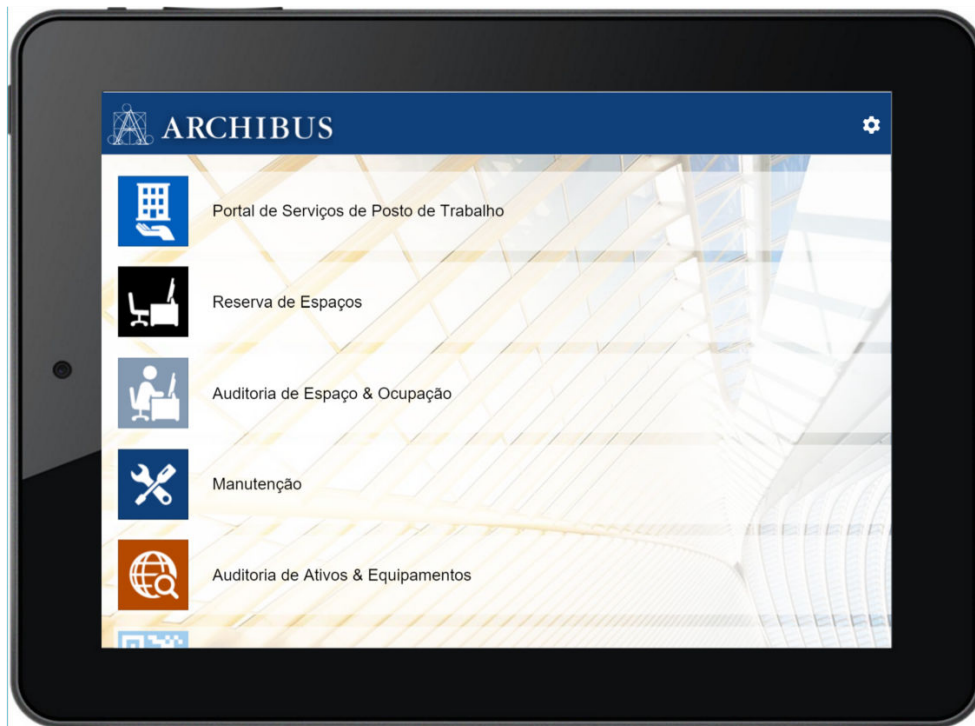 ARCHIBUS
Portal de Serviços de Posto de Trabalho
Reserva de Espaços
Auditoria de Espaço & Ocupação
Manutenção
Auditoria de Ativos & Equipamentos